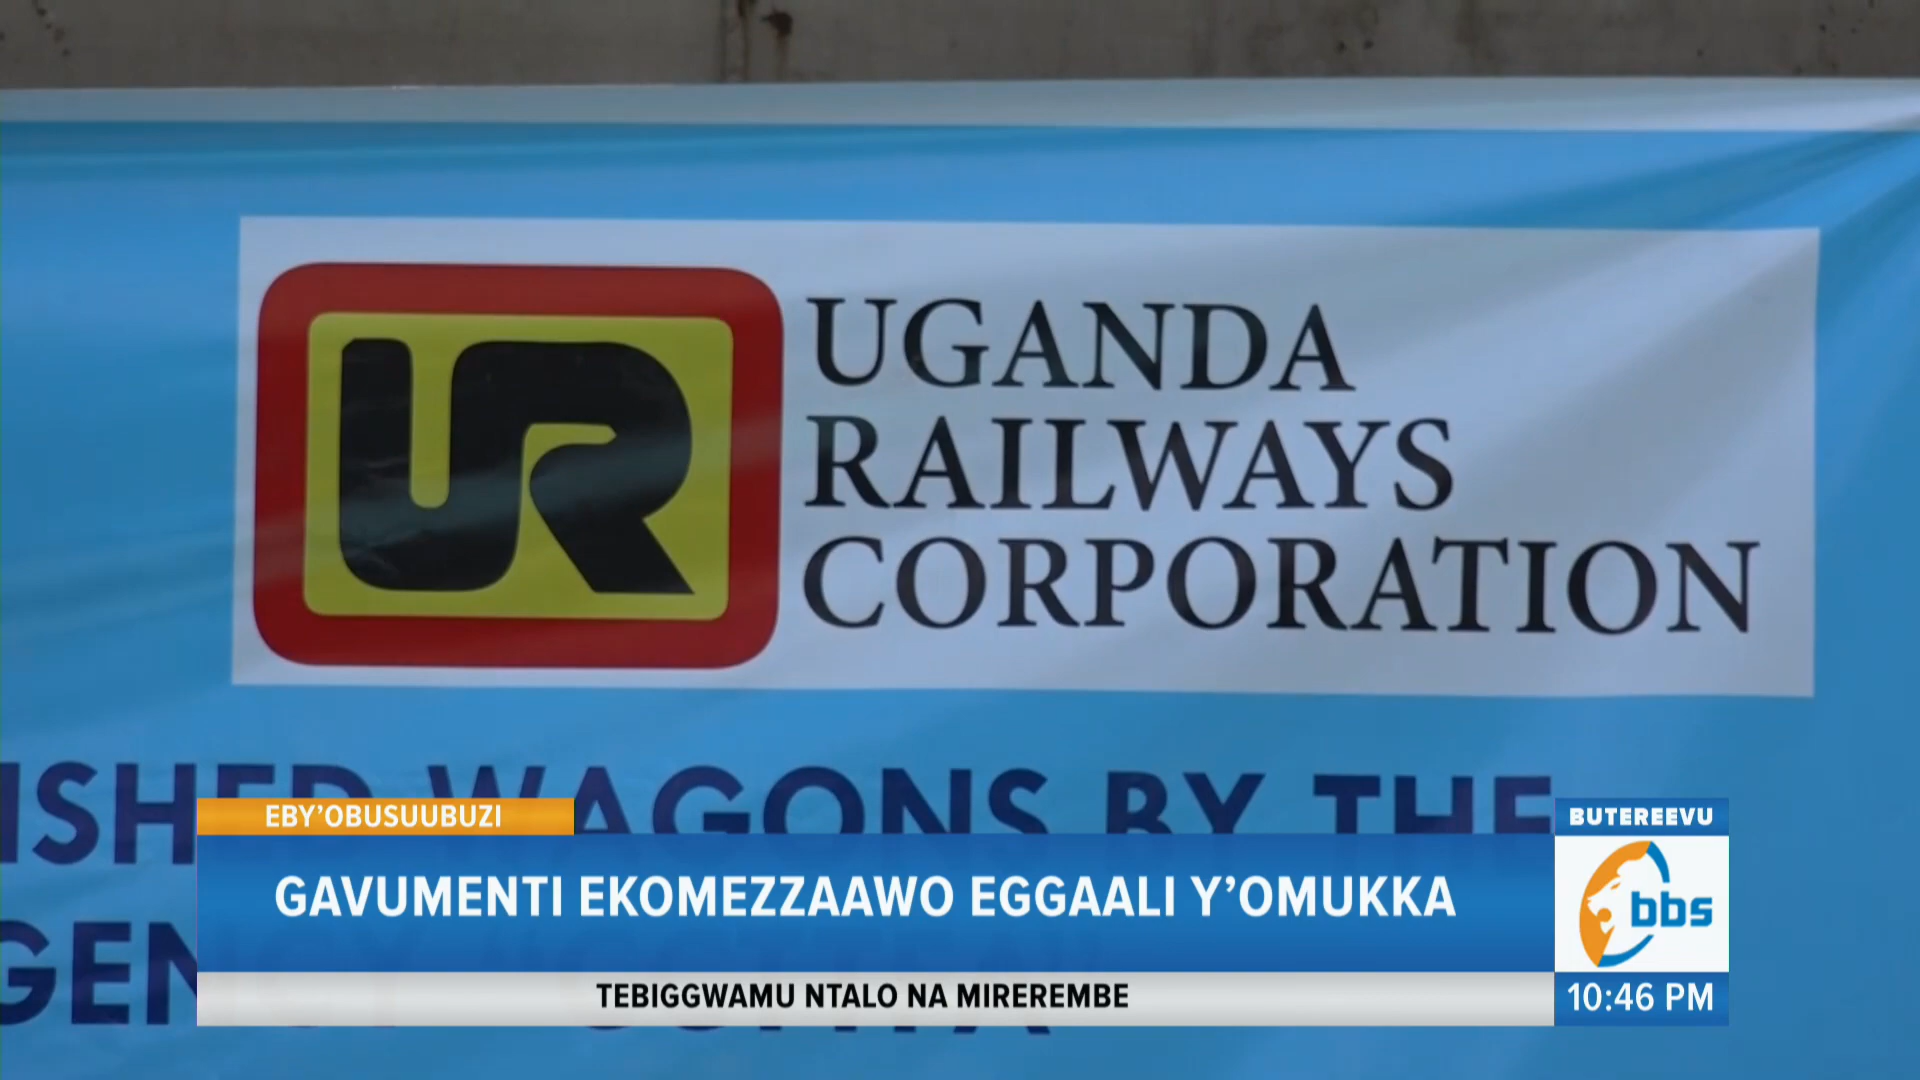 UR
UGANDA
RAILWAYS
CORPORATION
WAGONS BY THE
EBY'OBUSUUBUZI
GAVUMENTI EKOMEZZAAWO EGGAALI Y'OMUKKA
TEBIGGWAMU NTALO NA MIREREMBE
BUTEREEVU
bbs
10:46 PM